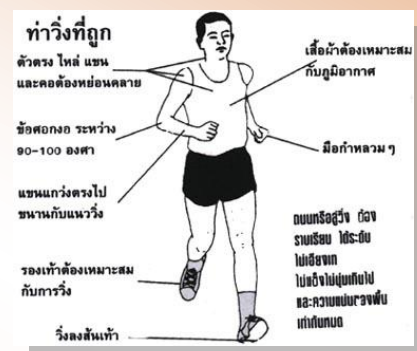 ท่าวิ่งที่ถูก
ตัวตรง ไหล่ แขน
และคอต้องหย่อนคลาย
เสื้อผ้าต้องเหมาะสม
กับภูมิอากาศ
ข้อศอกงอ ระหว่าง
90-100 องศา
มือกำหลวม ๆ
แขนแกว่งตรงไป
ขนานกับแนววิ่ง
ถนนหรือลู่วิ่ง ต้อง
ราบเรียบ ได้ระดับ
ไม่เอียงเท
ไม่แข็งไม่นุ่มเกินไป
และความแน่นของพื้น
เท่ากันหมด
รองเท้าต้องเหมาะสม
กับการวิ่ง
วิ่งลงส้นเท้า